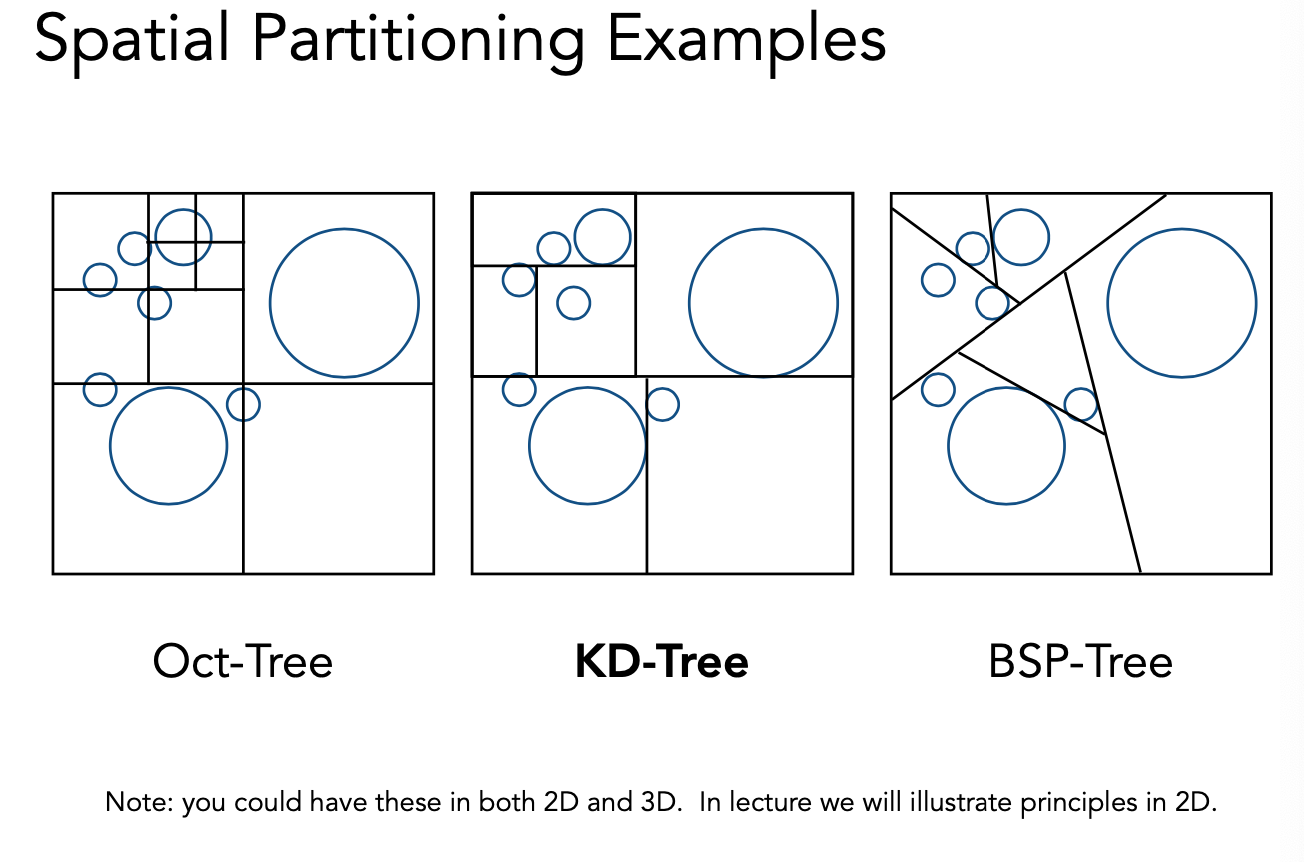 Spatial Partitioning Examples
Oct-Tree
KD-Tree
BSP-Tree
Note: you could have these in both 2D and 3D.  In lecture we will illustrate principles in 2D.